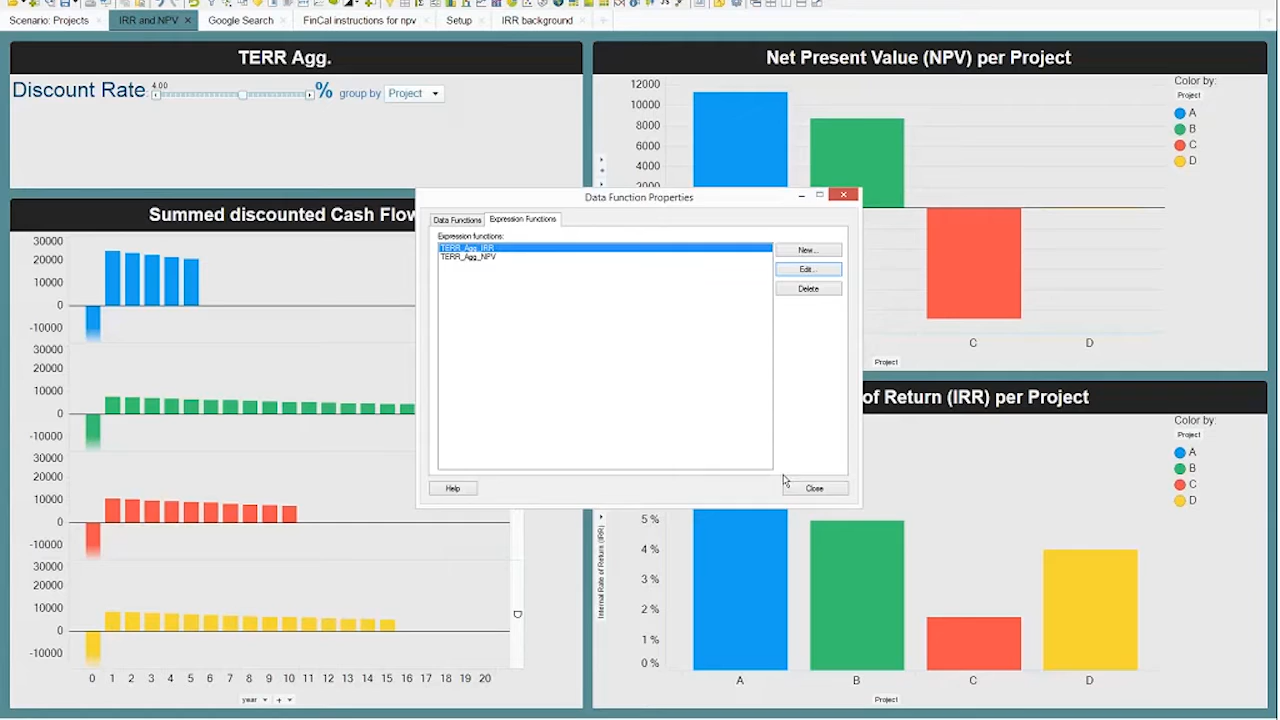 Scenario: Projects
IRR and NPV
Google Search
FinCal instructions for npv
Setup
IRR background
TERR Agg.
Discount Rate
4.00
%
group by
Project
Net Present Value (NPV) per Project
12000
10000
8000
6000
4000
2000
C
D
Project
Color by:
Project
A
B
C
D
Summed discounted Cash Flow
30000
20000
10000
0
-10000
30000
20000
10000
0
-10000
30000
20000
10000
0
-10000
30000
20000
10000
0
-10000
0 1 2 3 4 5 6 7 8 9 10 11 12 13 14 15 16 17 18 19 20
year
+
D
Data Function Properties
Data Functions
Expression Functions
Expression functions:
TERR_Agg_IRR
TERR_Agg_NPV
New...
Edit...
Delete
Help
Close
of Return (IRR) per Project
Internal Rate of Return (IRR)
5 %
4 %
3 %
2 %
1 %
0 %
A
B
C
D
Project
Color by:
Project
A
B
C
D